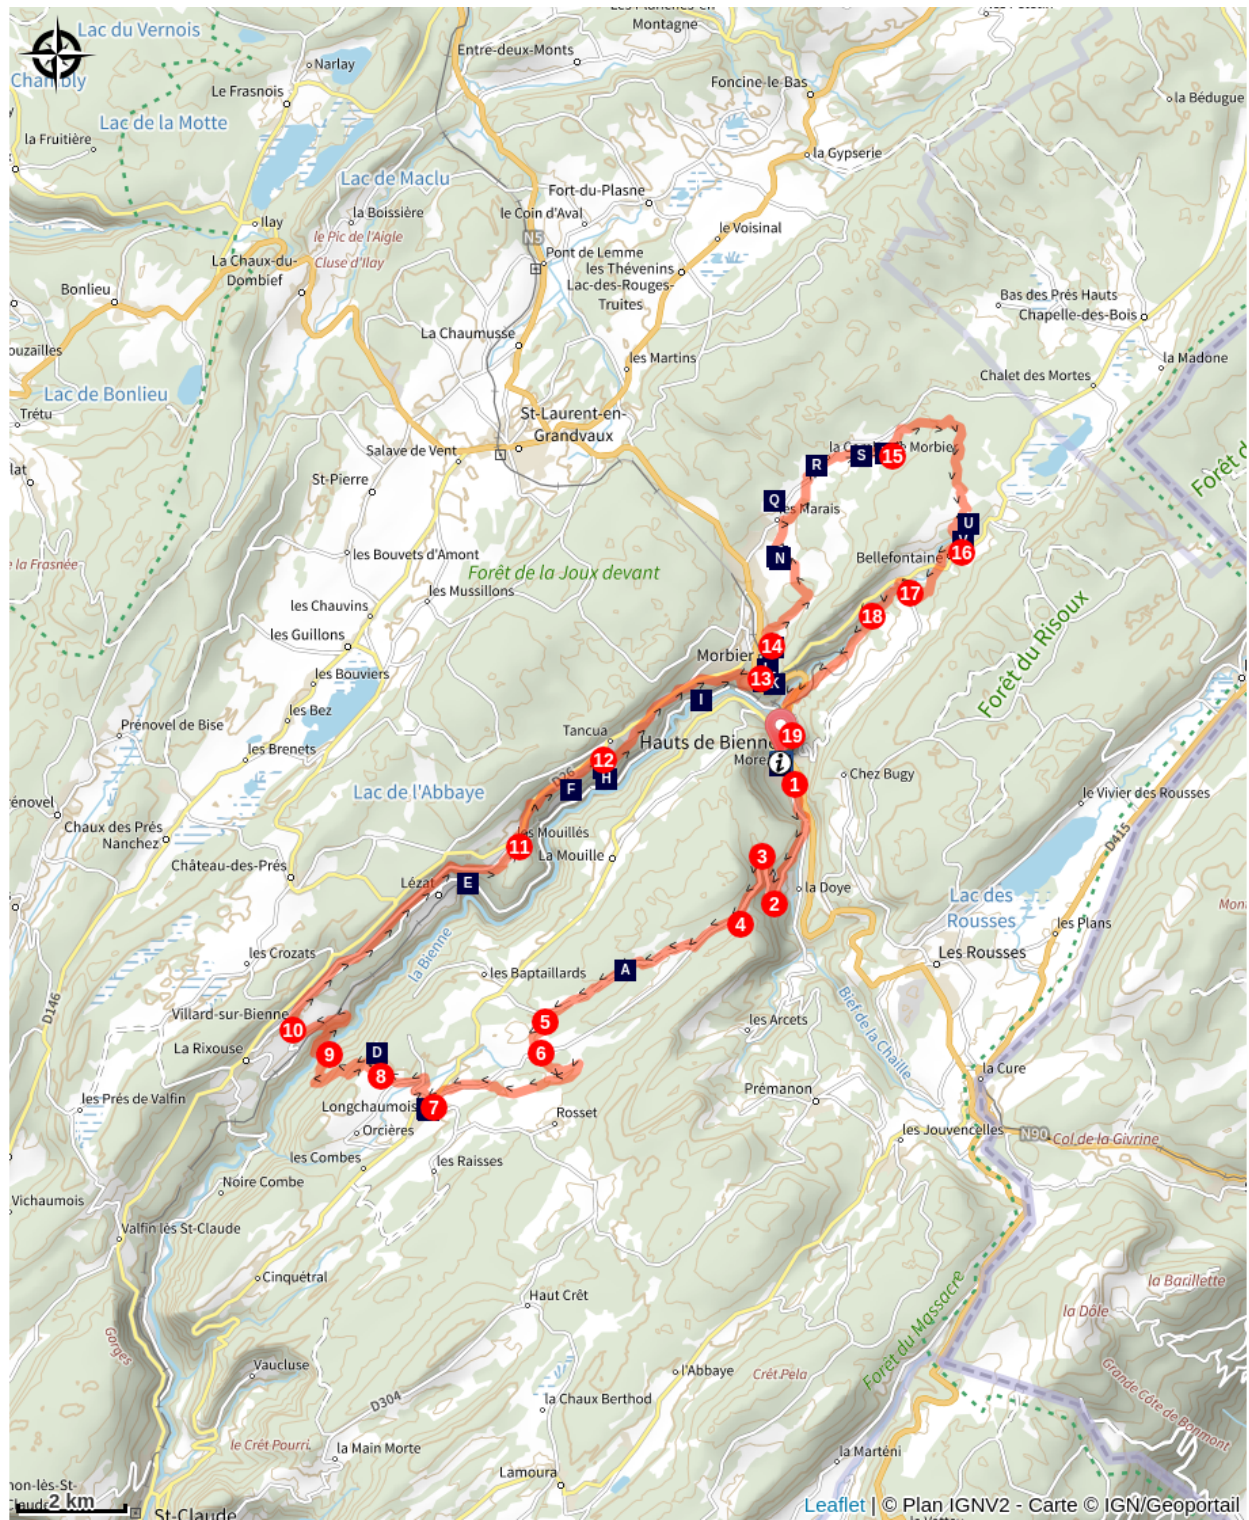 Lac du Vernois
les Planches-en-
Montagne
Entre-deux-Monts
Narlay
Le Frasnois
Foncine-le-Bas
la Bédugue
Lac de la Motte
la Fruitière
la Gypserie
Lac de Maclu
la Boissière
Fort-du-Plasne
le Coin d'Aval
Ilay
le Pic de l'Aigle
le Voisinal
N5
La Chaux-du-
Dombief
Cluse d'Ilay
Pont de Lemme
les Thévenins
Lac-des-Rouges-
Truites
Bonlieu
Bas des Prés Hauts
Chapelle-des-Bois
La Chaumusse
les Martins
la Madone
Lac de Bonlieu
Chalet des Mortes
Trétu
St-Laurent-en-
Grandvaux
Salave de Vent
15
S
R
St-Pierre
Q
les Marais
U
les Bouvets d'Amont
N
Bellefontaine
16
Forêt de la Joux devant
les Mussillons
17
les Chauvins
18
les Guillons
14
Forêt du Risoux
Morbier
13
K
les Bouviers
I
les Bez
Prénovel de Bise
Tancua
19
Hauts de Bienne
les Brenets
12
D26
H
F
i
1
Chez Bugy
Lac de l'Abbaye
le Vivier des Rousses
Chaux des Prés
Nanchez
les Mouillés
11
La Mouille
3
D415
Château-des-Prés
Lézat
E
la Doye
2
Lac des
Rousses
4
les Plans
les Crozats
la Bienne
les Baptaillards
A
Les Rousses
D146
Villard-sur-Bienne
10
5
les Arcets
Bief de la Chaille
La Rixouse
9
D
6
8
la Cure
les Prés de Valfin
Longchaumois
7
Prémanon
Rosset
Orcières
les Jouvencelles
N90
Col de la Givrine
les Combes
les Raisses
Noire Combe
Vichaumois
Valfin lès St-Claude
Cinquétral
Haut Crêt
la Barillette
la Dôle
Gorges
Forêt du Massacre
Vaucluse
l'Abbaye
Crêt Pela
Grande Côte de Bonmont
D304
la Chaux Berthod
le Crêt Pourri
la Main Morte
la Marténi
Lamoura
2 km
St-Claude
Leaflet | © Plan IGNV2 - Carte © IGN/Geoportail